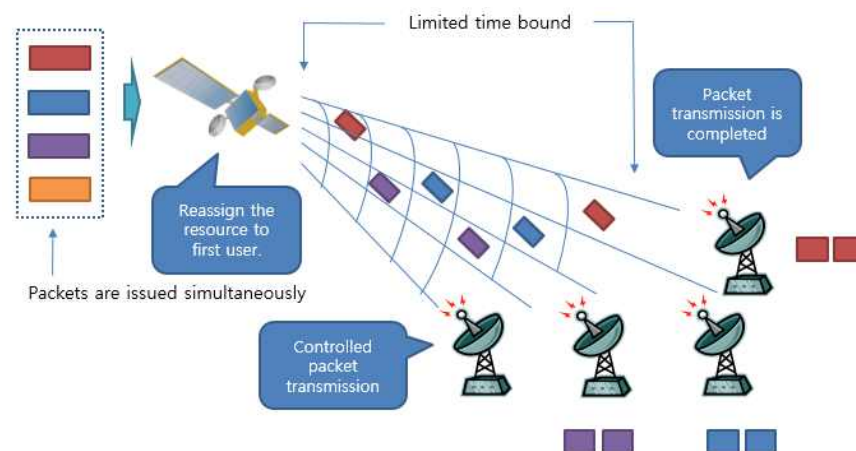 Limited time bound
Packet
transmission is
completed
Reassign the
resource to
first user.
Packets are issued simultaneously
Controlled
packet
transmission